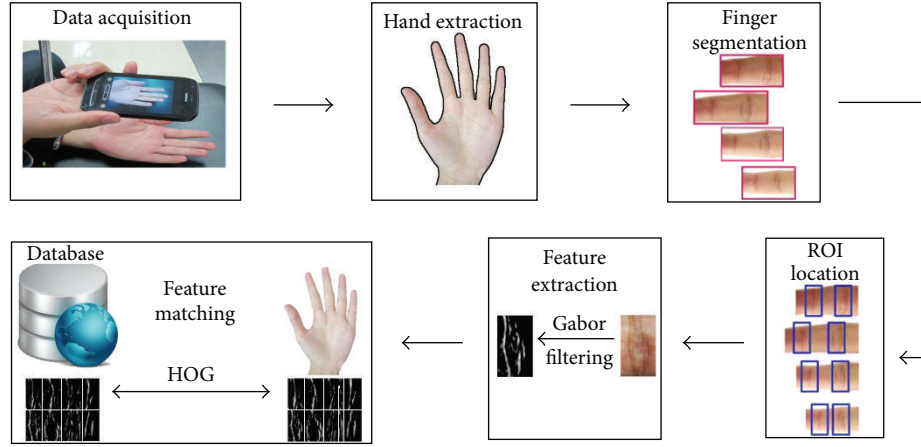 Data acquisition
Hand extraction
Finger
segmentation
ROI
location
Feature
extraction
Gabor
filtering
Database
Feature
matching
HOG